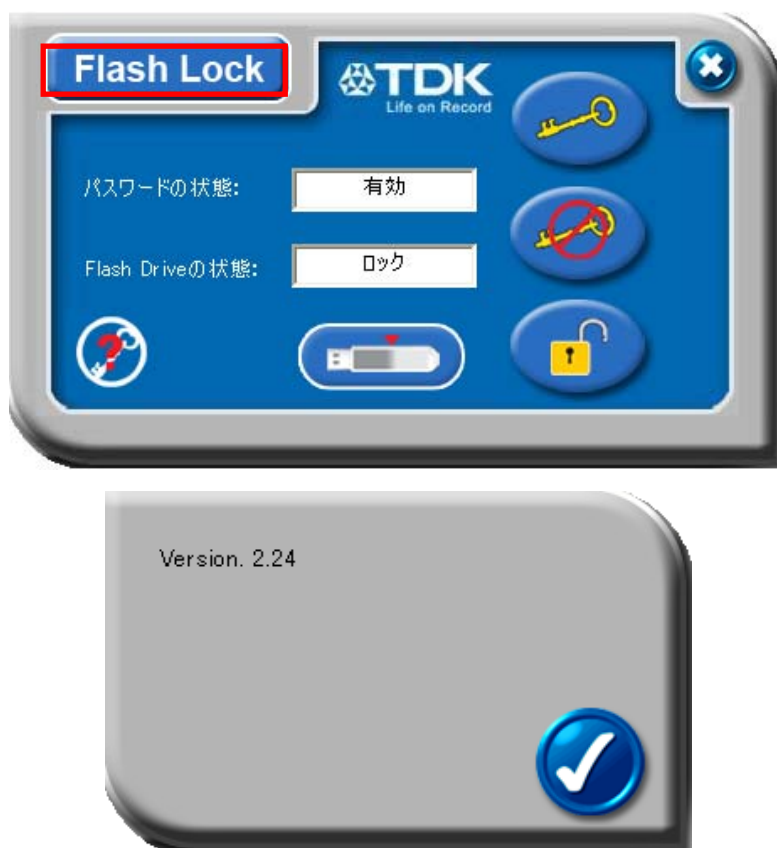 Flash Lock
TDK
Life on Record
パスワードの状態:
有効
Flash Driveの状態:
ロック
?
Version. 2.24